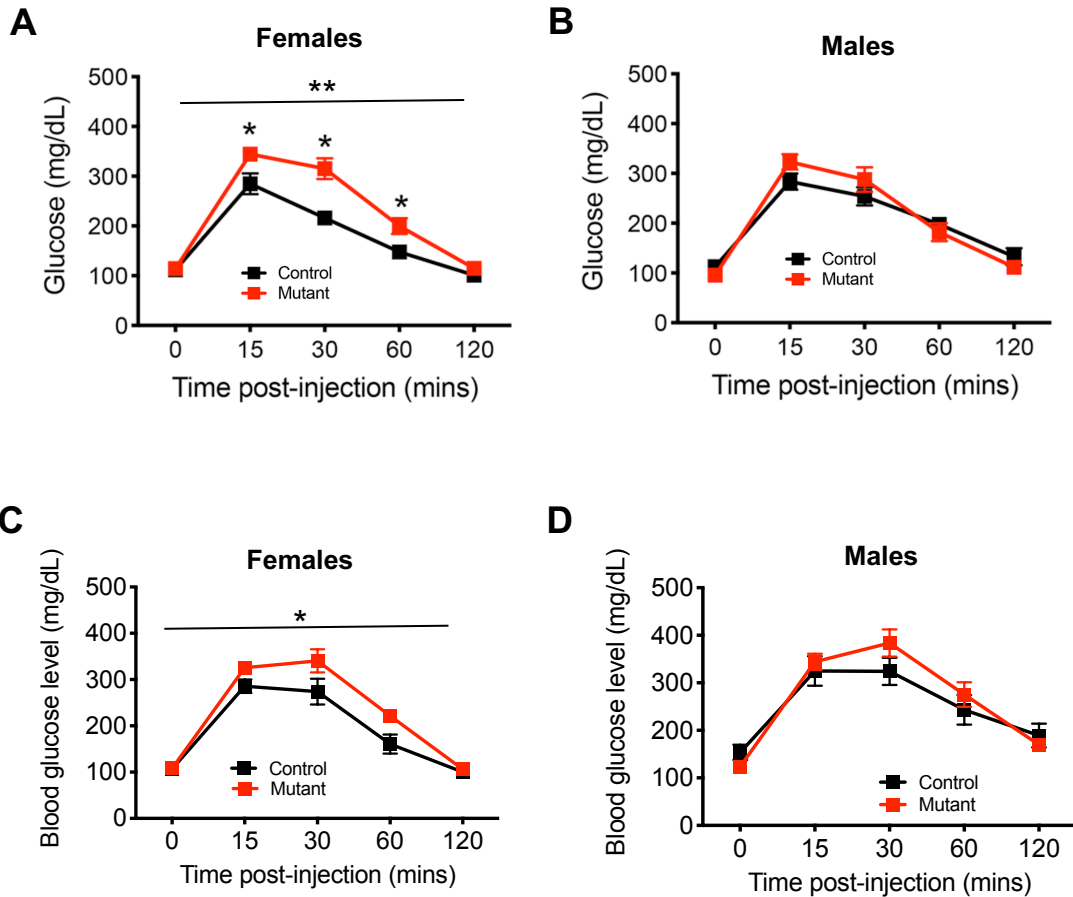 A
Females
500
400
300
200
100
0
Glucose (mg/dL)
**
*
*
*
Control
Mutant
0 15 30 60 120
Time post-injection (mins)
B
Males
500
400
300
200
100
0
Glucose (mg/dL)
Control
Mutant
0 15 30 60 120
Time post-injection (mins)
C
Females
500
400
300
200
100
0
Blood glucose level (mg/dL)
*
Control
Mutant
0 15 30 60 120
Time post-injection (mins)
D
Males
500
400
300
200
100
0
Blood glucose level (mg/dL)
Control
Mutant
0 15 30 60 120
Time post-injection (mins)